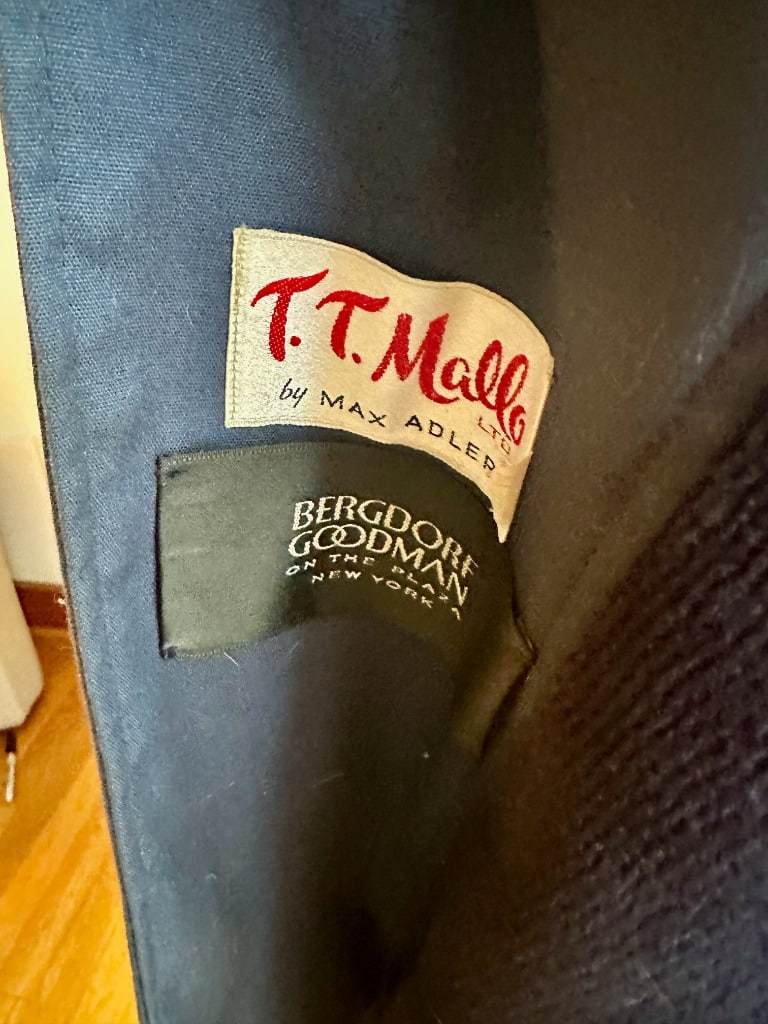 T. T. Mallo
LTD
by MAX ADLER
BERGDORF
GOODMAN
ON THE PLAZA
NEW YORK